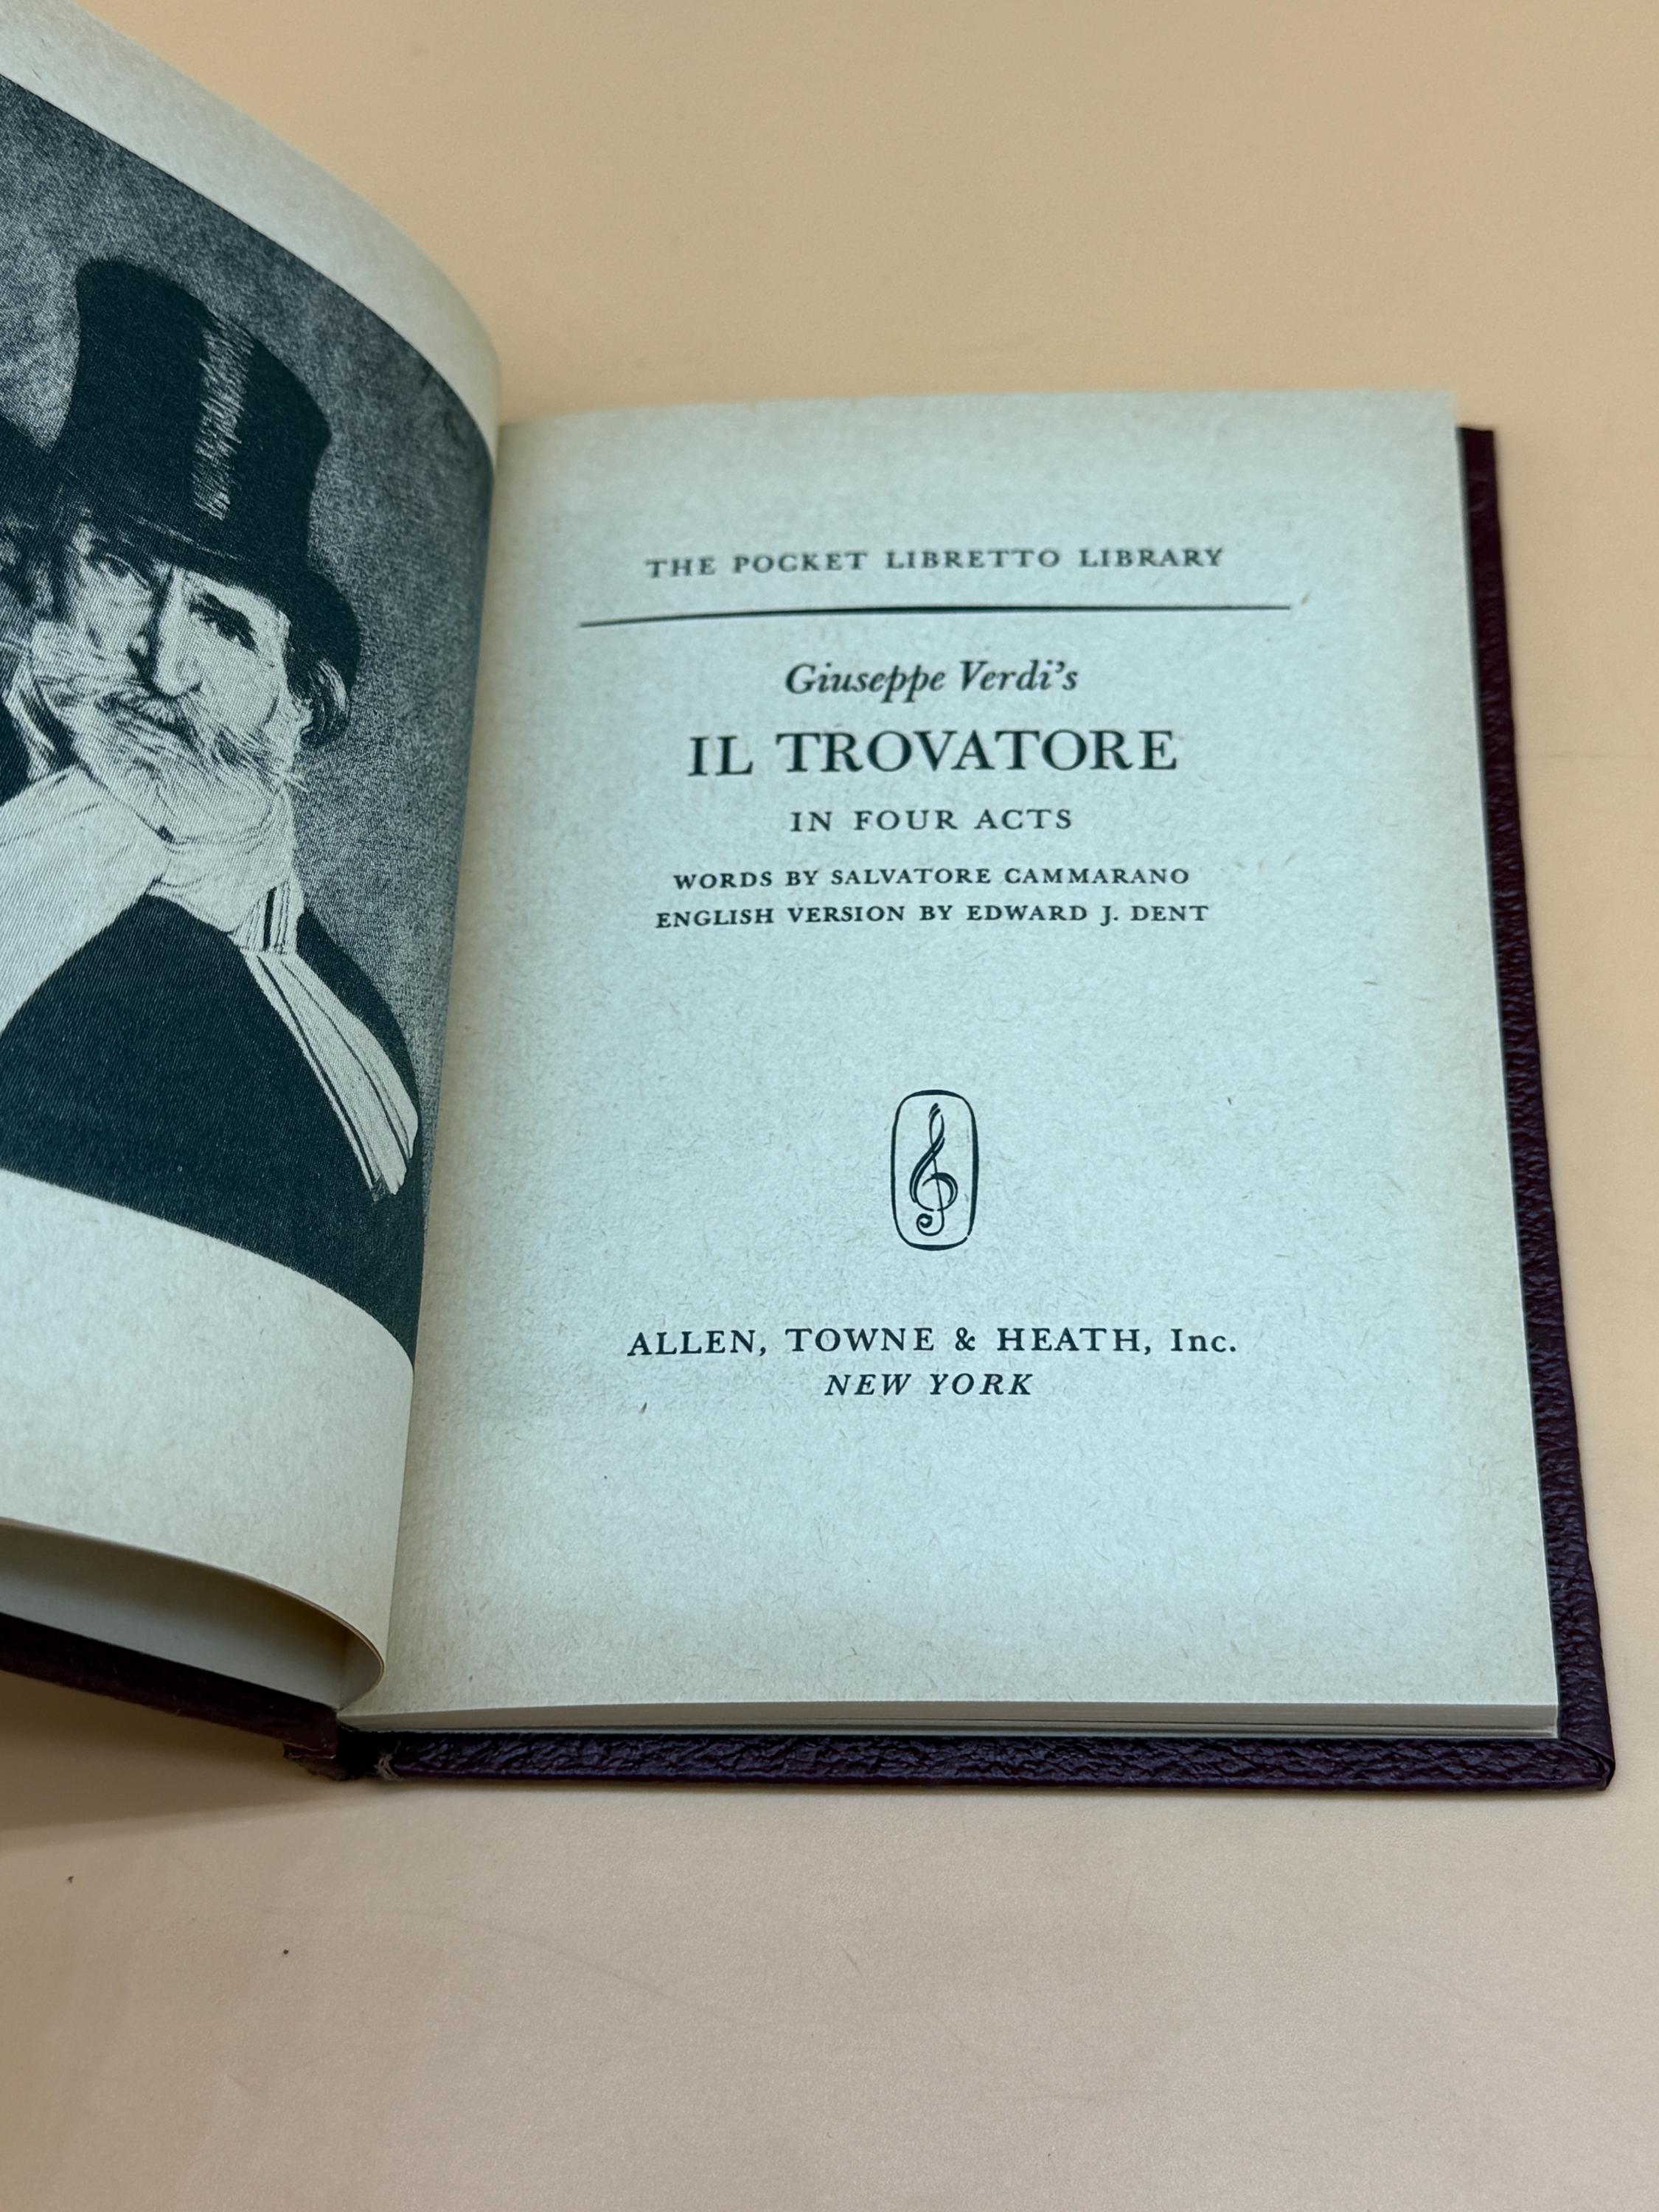 THE POCKET LIBRETTO LIBRARY
Giuseppe Verdi's
IL TROVATORE
IN FOUR ACTS
WORDS BY SALVATORE CAMMARANO
ENGLISH VERSION BY EDWARD J. DENT
ALLEN, TOWNE & HEATH, Inc.
NEW YORK